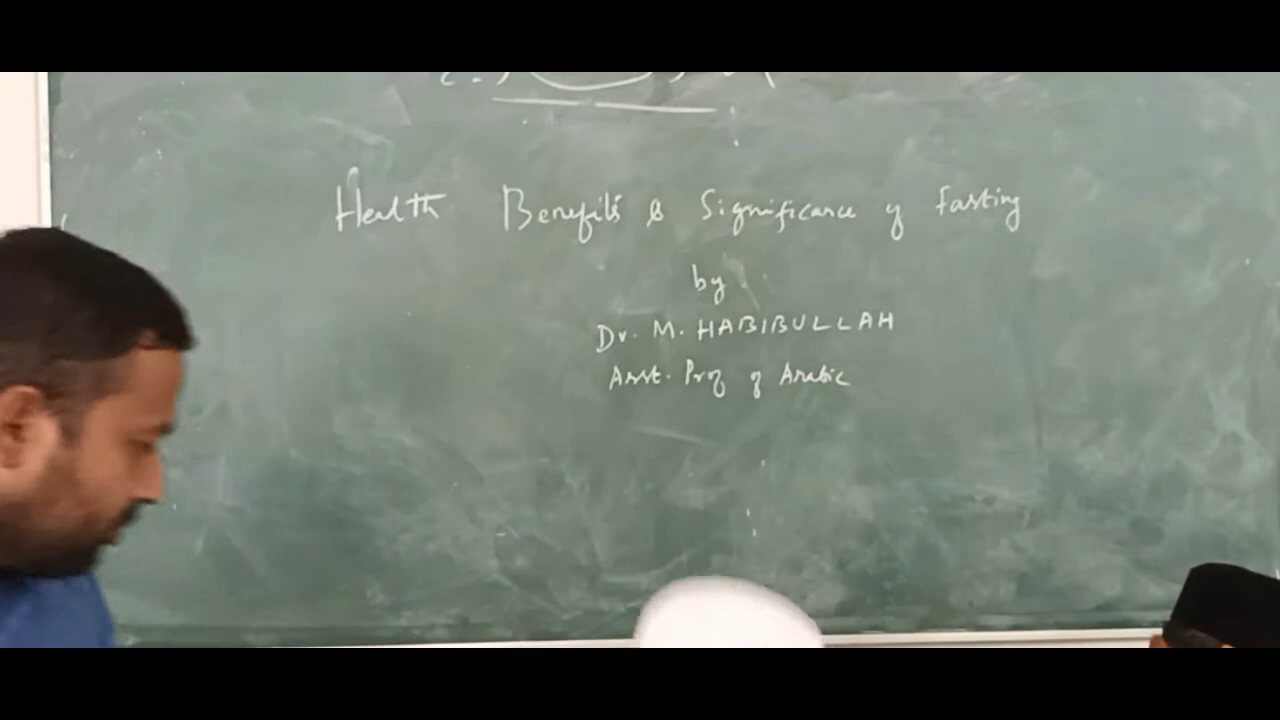 Health Benefits & Significance of Fasting
by
Dr. M. HABIBULLAH
Asst. Prof of Arabic